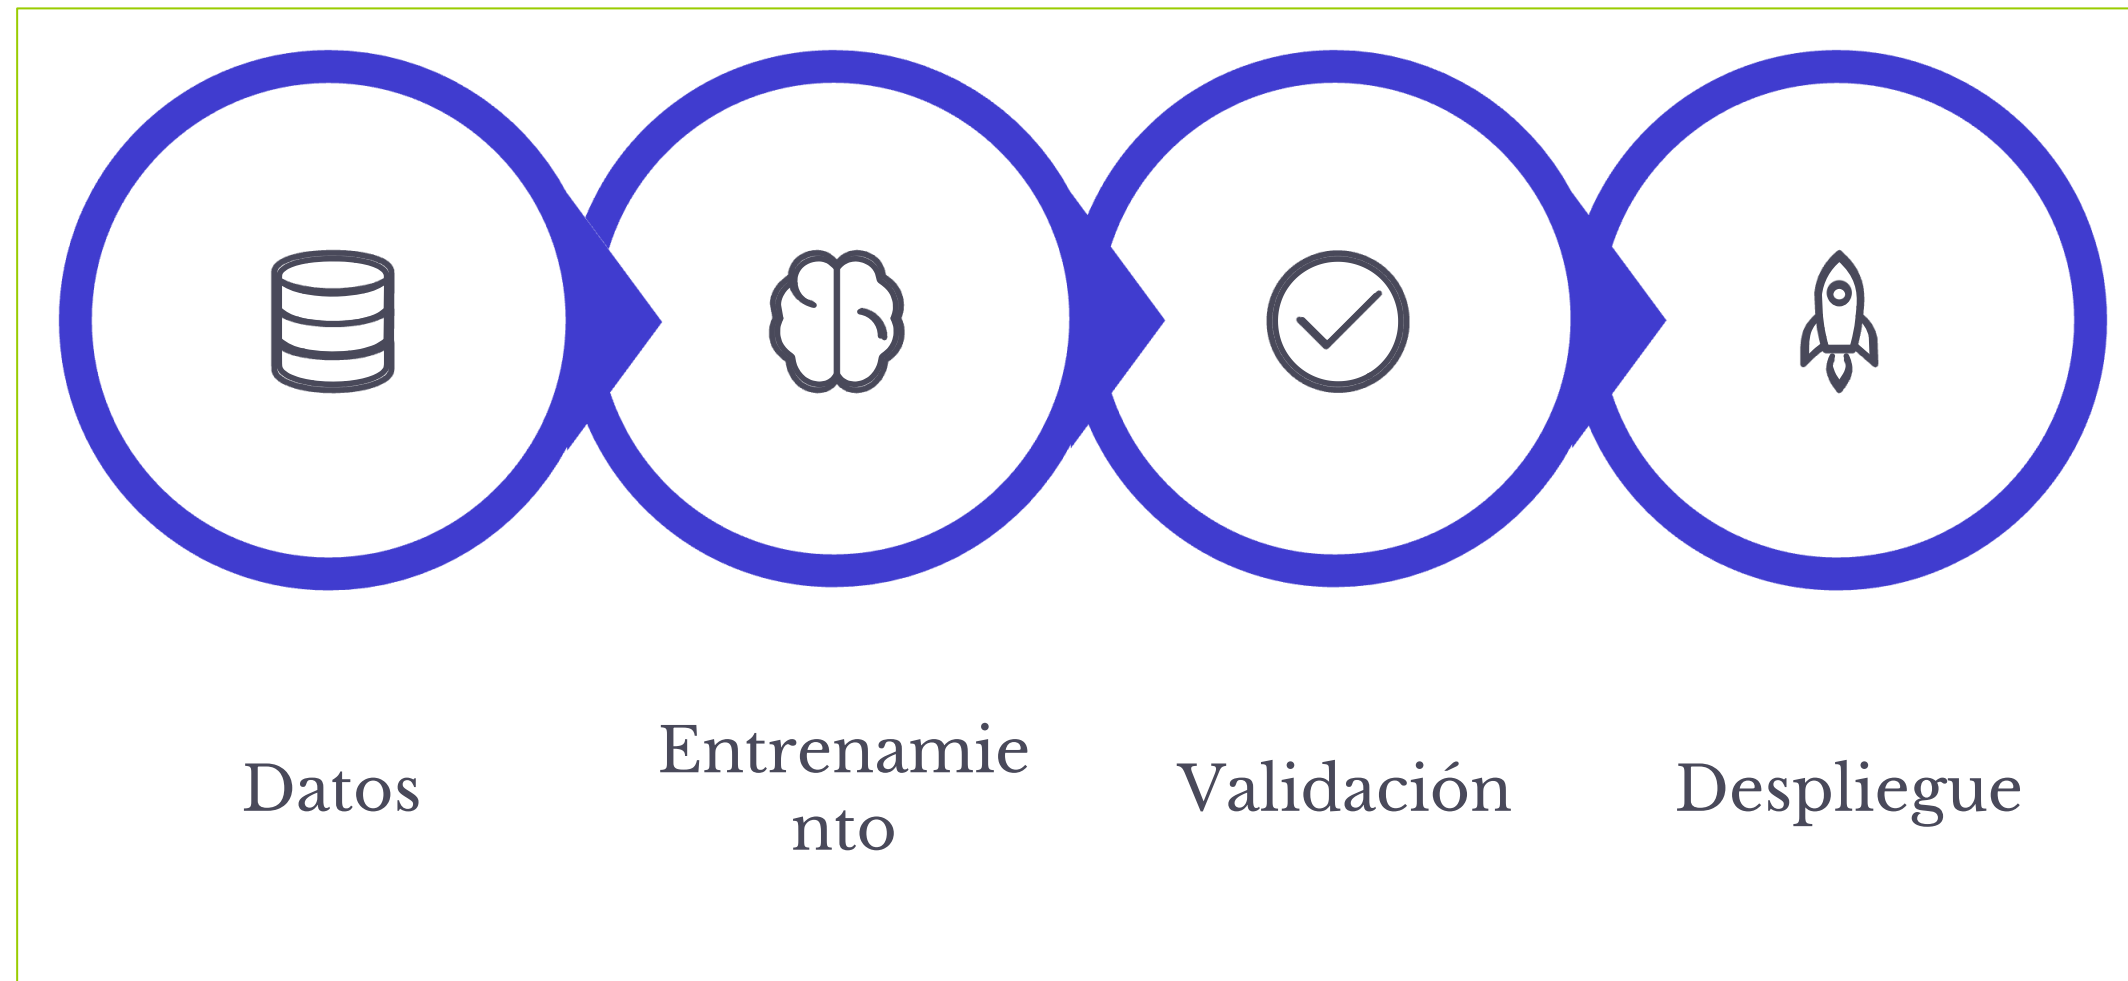 Datos
Entrenamie
nto
Validación
Despliegue